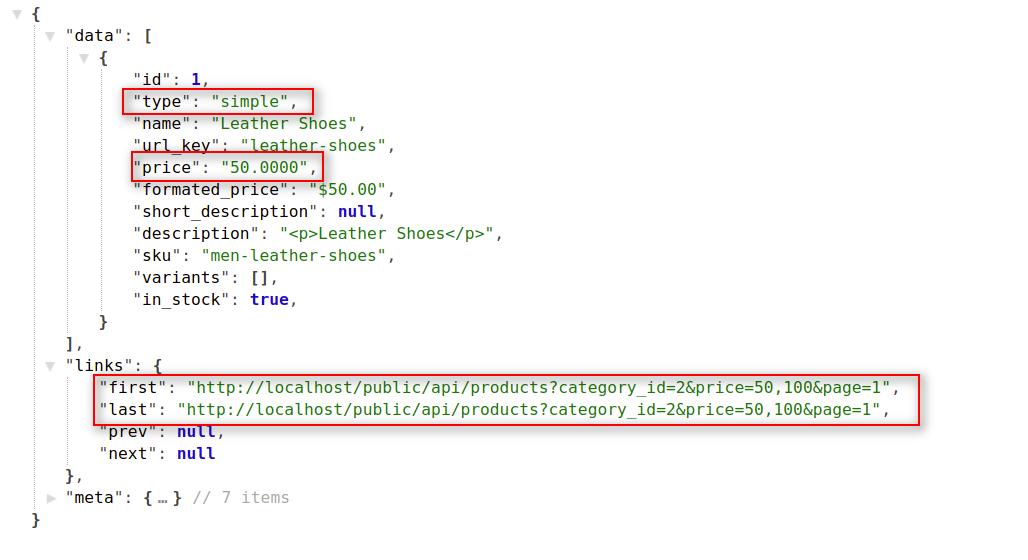 {
"data": [
{
"id": 1,
"type": "simple",
"name": "Leather Shoes",
"url_key": "leather-shoes",
"price": "50.0000",
"formated_price": "$50.00",
"short_description": null,
"description": "<p>Leather Shoes</p>",
"sku": "men-leather-shoes",
"variants": [],
"in_stock": true,
}
],
"links": {
"first": "http://localhost/public/api/products?category_id=2&price=50,100&page=1",
"last": "http://localhost/public/api/products?category_id=2&price=50,100&page=1",
"prev": null,
"next": null
},
"meta": {…} // 7 items
}